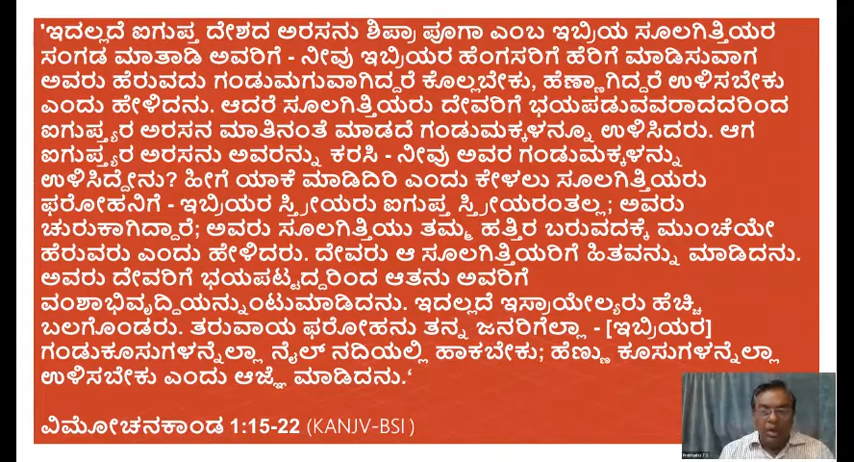 'ಇದಲ್ಲದೆ ಐಗುಪ್ತ ದೇಶದ ಅರಸನು ಶಿಪ್ರಾ ಪೂಗಾ ಎಂಬ ಇಬ್ರಿಯ ಸೂಲಗಿತ್ತಿಯರ
ಸಂಗಡ ಮಾತಾಡಿ ಅವರಿಗೆ - ನೀವು ಇಬ್ರಿಯರ ಹೆಂಗಸರಿಗೆ ಹೆರಿಗೆ ಮಾಡಿಸುವಾಗ
ಅವರು ಹೆರುವದು ಗಂಡುಮಗುವಾಗಿದ್ದರೆ ಕೊಲ್ಲಬೇಕು, ಹೆಣ್ಣಾಗಿದ್ದರೆ ಉಳಿಸಬೇಕು
ಎಂದು ಹೇಳಿದನು. ಆದರೆ ಸೂಲಗಿತ್ತಿಯರು ದೇವರಿಗೆ ಭಯಪಡುವವರಾದದರಿಂದ
ಐಗುಪ್ತ್ಯರ ಅರಸನ ಮಾತಿನಂತೆ ಮಾಡದೆ ಗಂಡುಮಕ್ಕಳನ್ನೂ ಉಳಿಸಿದರು. ಆಗ
ಐಗುಪ್ತ್ಯರ ಅರಸನು ಅವರನ್ನು ಕರಸಿ - ನೀವು ಅವರ ಗಂಡುಮಕ್ಕಳನ್ನು
ಉಳಿಸಿದ್ದೇನು? ಹೀಗೆ ಯಾಕೆ ಮಾಡಿದಿರಿ ಎಂದು ಕೇಳಲು ಸೂಲಗಿತ್ತಿಯರು
ಫರೋಹನಿಗೆ - ಇಬ್ರಿಯರ ಸ್ತ್ರೀಯರು ಐಗುಪ್ತ ಸ್ತ್ರೀಯರಂತಲ್ಲ; ಅವರು
ಚುರುಕಾಗಿದ್ದಾರೆ; ಅವರು ಸೂಲಗಿತ್ತಿಯು ತಮ್ಮ ಹತ್ತಿರ ಬರುವದಕ್ಕೆ ಮುಂಚೆಯೇ
ಹೆರುವರು ಎಂದು ಹೇಳಿದರು. ದೇವರು ಆ ಸೂಲಗಿತ್ತಿಯರಿಗೆ ಹಿತವನ್ನು ಮಾಡಿದನು.
ಅವರು ದೇವರಿಗೆ ಭಯಪಟ್ಟದ್ದರಿಂದ ಆತನು ಅವರಿಗೆ
ವಂಶಾಭಿವೃದ್ಧಿಯನ್ನುಂಟುಮಾಡಿದನು. ಇದಲ್ಲದೆ ಇಸ್ರಾಯೇಲ್ಯರು ಹೆಚ್ಚಿ
ಬಲಗೊಂಡರು. ತರುವಾಯ ಫರೋಹನು ತನ್ನ ಜನರಿಗೆಲ್ಲಾ - [ಇಬ್ರಿಯರ]
ಗಂಡುಕೂಸುಗಳನ್ನೆಲ್ಲಾ ನೈಲ್ ನದಿಯಲ್ಲಿ ಹಾಕಬೇಕು; ಹೆಣ್ಣು ಕೂಸುಗಳನ್ನೆಲ್ಲಾ
ಉಳಿಸಬೇಕು ಎಂದು ಆಜ್ಞೆ ಮಾಡಿದನು.'
ವಿಮೋಚನಕಾಂಡ 1:15-22 (KANJV-BSI)